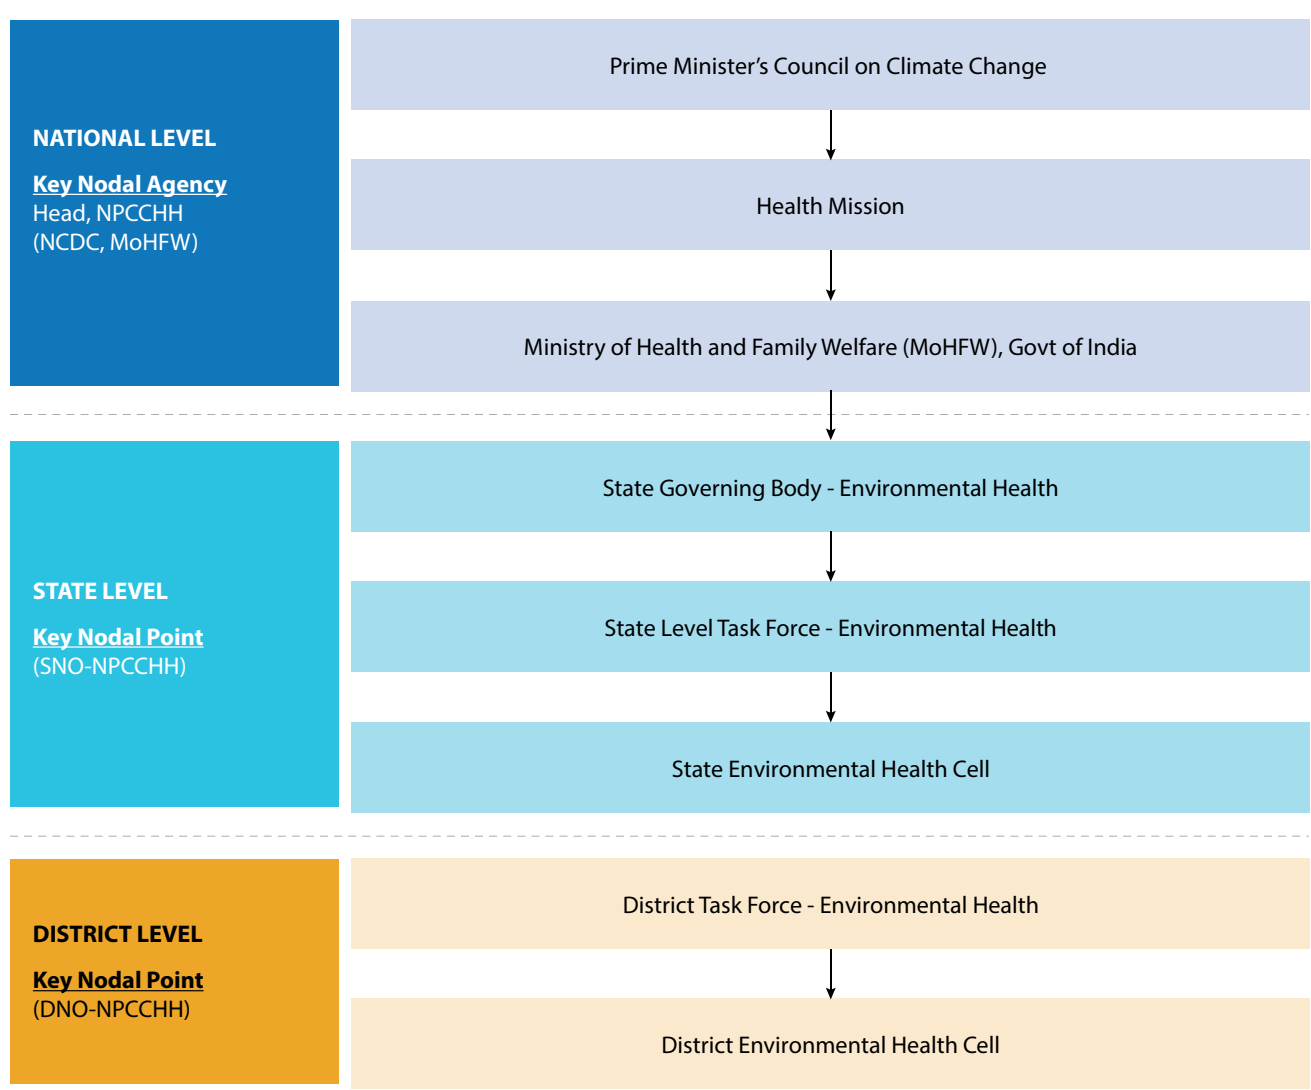 NATIONAL LEVEL
Key Nodal Agency
Head, NPCCHH
(NCDC, MoHFW)
Prime Minister’s Council on Climate Change
Health Mission
Ministry of Health and Family Welfare (MoHFW), Govt of India
STATE LEVEL
Key Nodal Point
(SNO-NPCCHH)
State Governing Body - Environmental Health
State Level Task Force - Environmental Health
State Environmental Health Cell
DISTRICT LEVEL
Key Nodal Point
(DNO-NPCCHH)
District Task Force - Environmental Health
District Environmental Health Cell